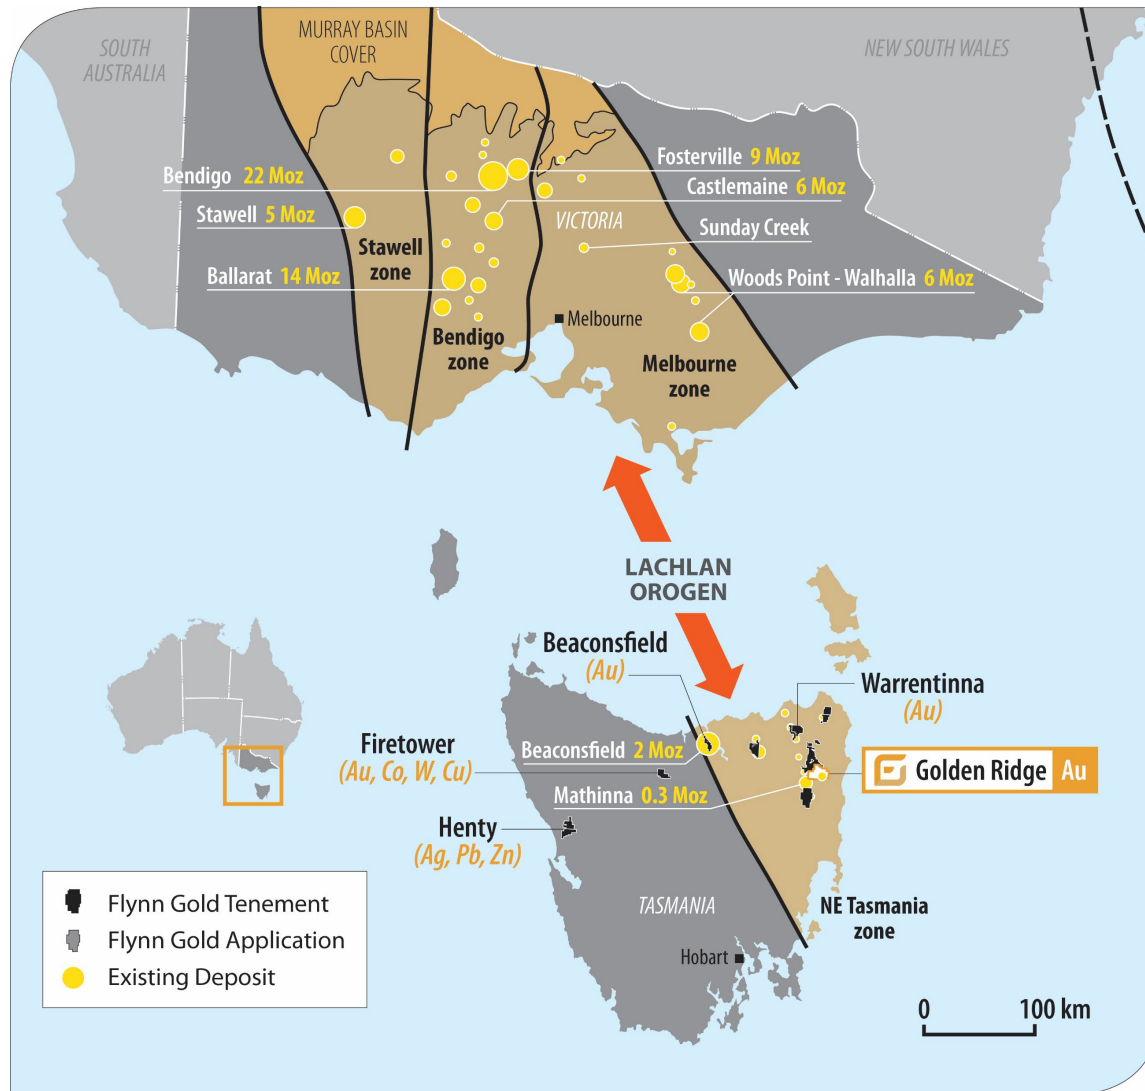 SOUTH
AUSTRALIA
MURRAY BASIN
COVER
NEW SOUTH WALES
Bendigo 22 Moz
Stawell 5 Moz
Stawell
zone
Ballarat 14 Moz
Bendigo
zone
Fosterville 9 Moz
Castlemaine 6 Moz
VICTORIA
Sunday Creek
Woods Point - Walhalla 6 Moz
Melbourne
Melbourne
zone
LACHLAN
OROGEN
Beaconsfield
(Au)
Warrentinna
(Au)
Firetower
(Au, Co, W, Cu)
Beaconsfield 2 Moz
Golden Ridge Au
Mathinna 0.3 Moz
Henty
(Ag, Pb, Zn)
TASMANIA
NE Tasmania
zone
Hobart
Flynn Gold Tenement
Flynn Gold Application
Existing Deposit
0 100 km